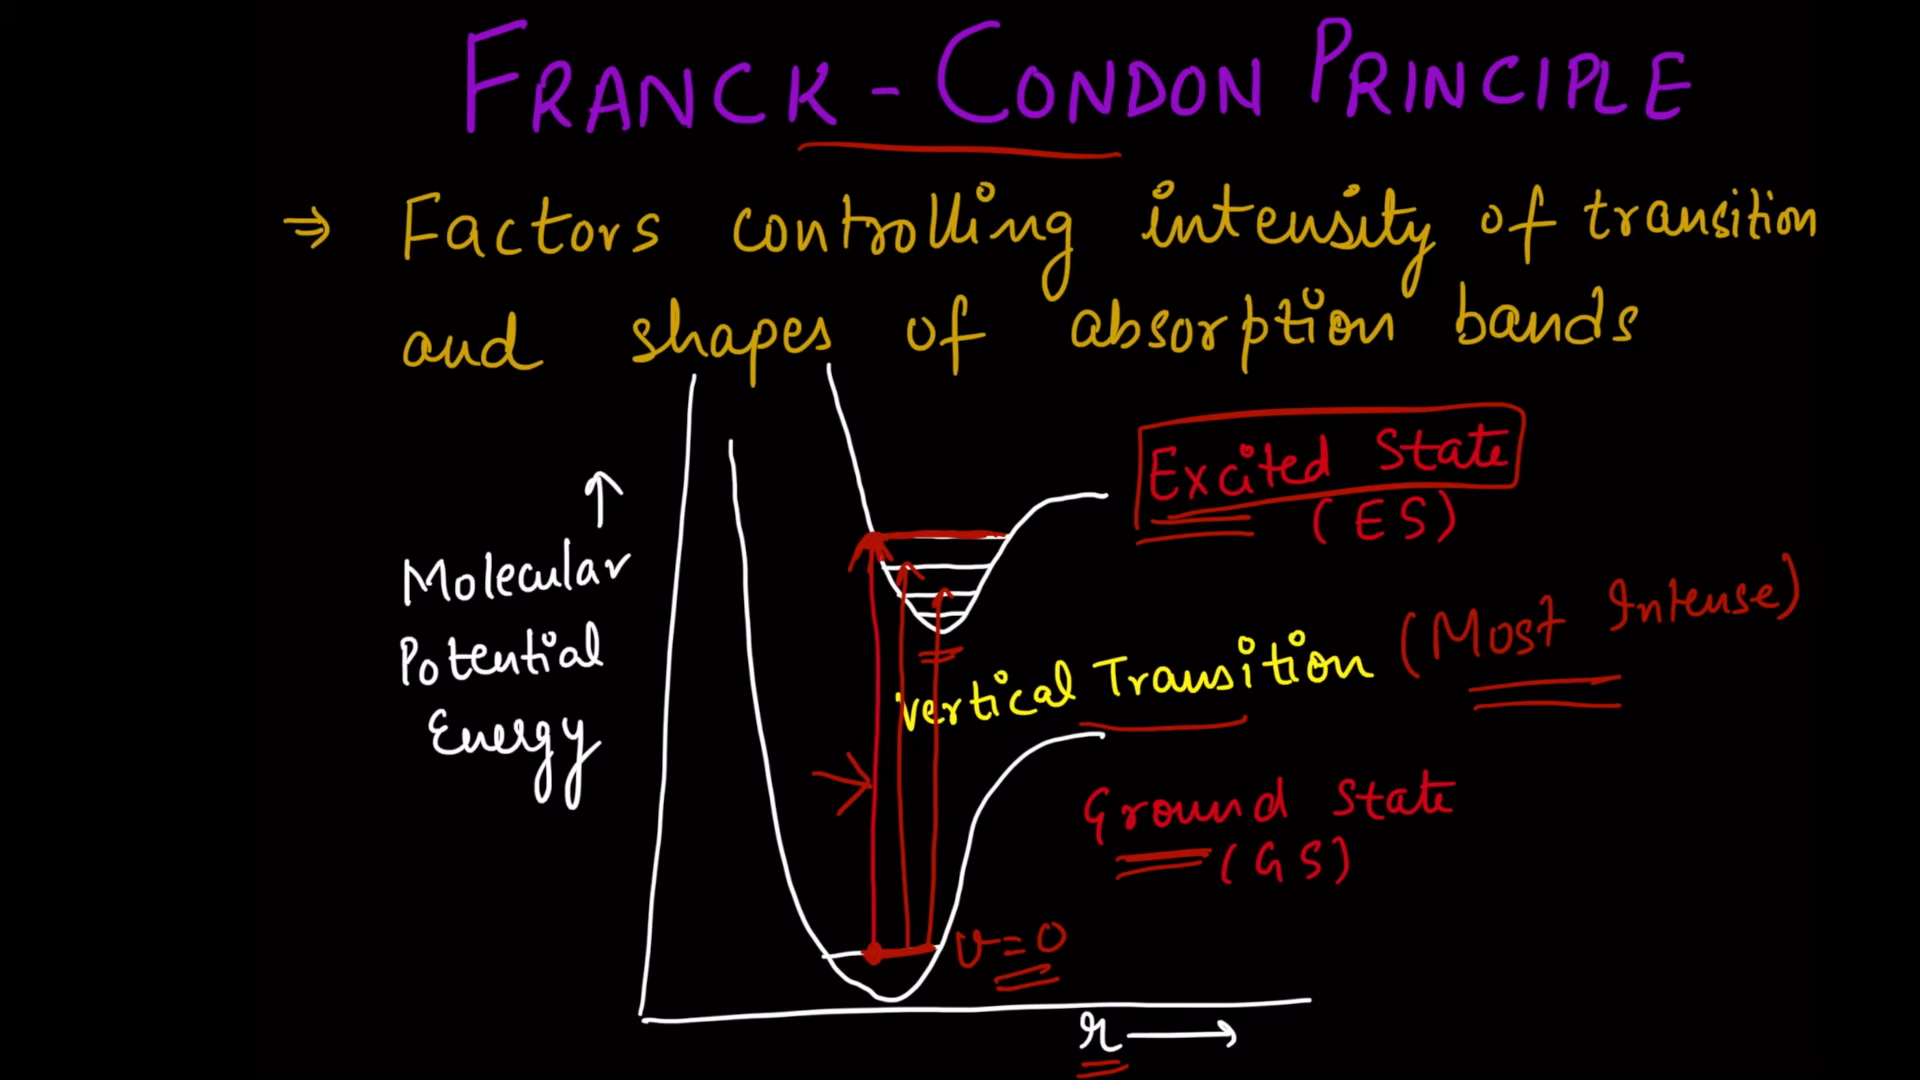 FRANCK - CONDON PRINCIPLE
⇒ Factors controlling intensity of transition
and shapes of absorption bands
Excited State
(ES)
Molecular
Potential
Energy
Vertical Transition (Most Intense)
Ground State
(GS)
v=0
r